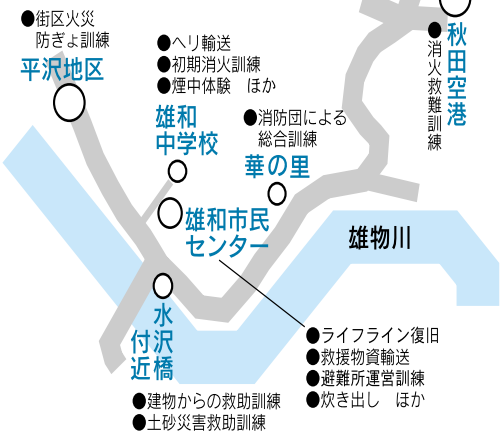 ●街区火災
防ぎょ訓練
平沢地区
●ヘリ輸送
●初期消火訓練
●煙中体験　ほか
雄和
中学校
●消防団による
総合訓練
華の里
秋田空港
●消火救難訓練
雄和市民
センター
雄物川
水沢橋
付近
●ライフライン復旧
●救援物資輸送
●避難所運営訓練
●炊き出し　ほか
●建物からの救助訓練
●土砂災害救助訓練